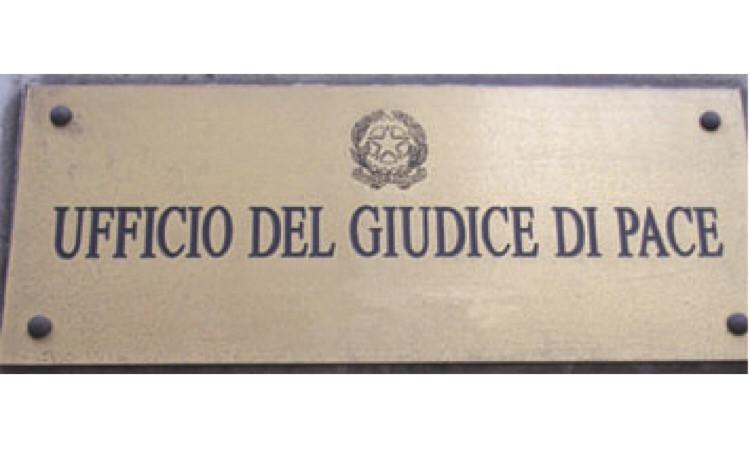 UFFICIO DEL GIUDICE DI PACE